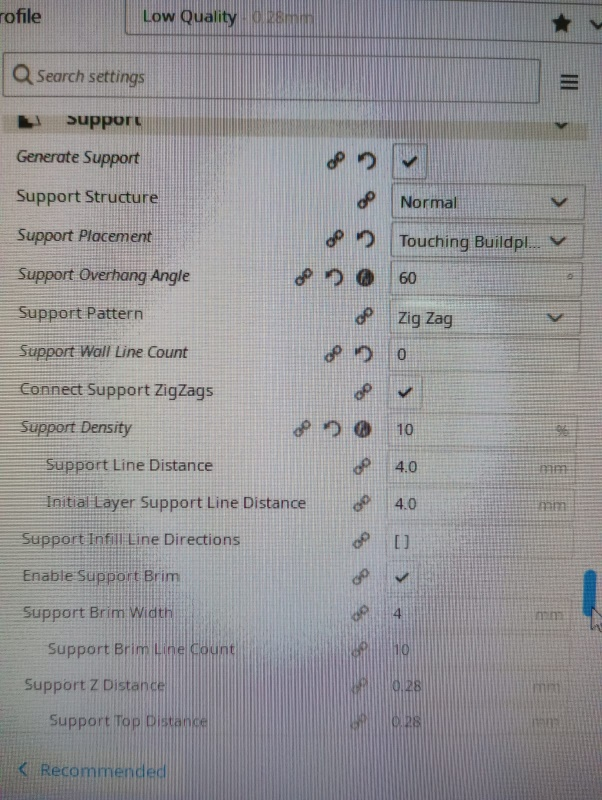 rofile
Low Quality - 0.28mm
Search settings
Support
Generate Support
Support Structure Normal
Support Placement Touching Buildpl...
Support Overhang Angle 60 °
Support Pattern Zig Zag
Support Wall Line Count 0
Connect Support ZigZags
Support Density 10 %
Support Line Distance 4.0 mm
Initial Layer Support Line Distance 4.0 mm
Support Infill Line Directions [ ]
Enable Support Brim
Support Brim Width 4 mm
Support Brim Line Count 10
Support Z Distance 0.28 mm
Support Top Distance 0.28 mm
Recommended